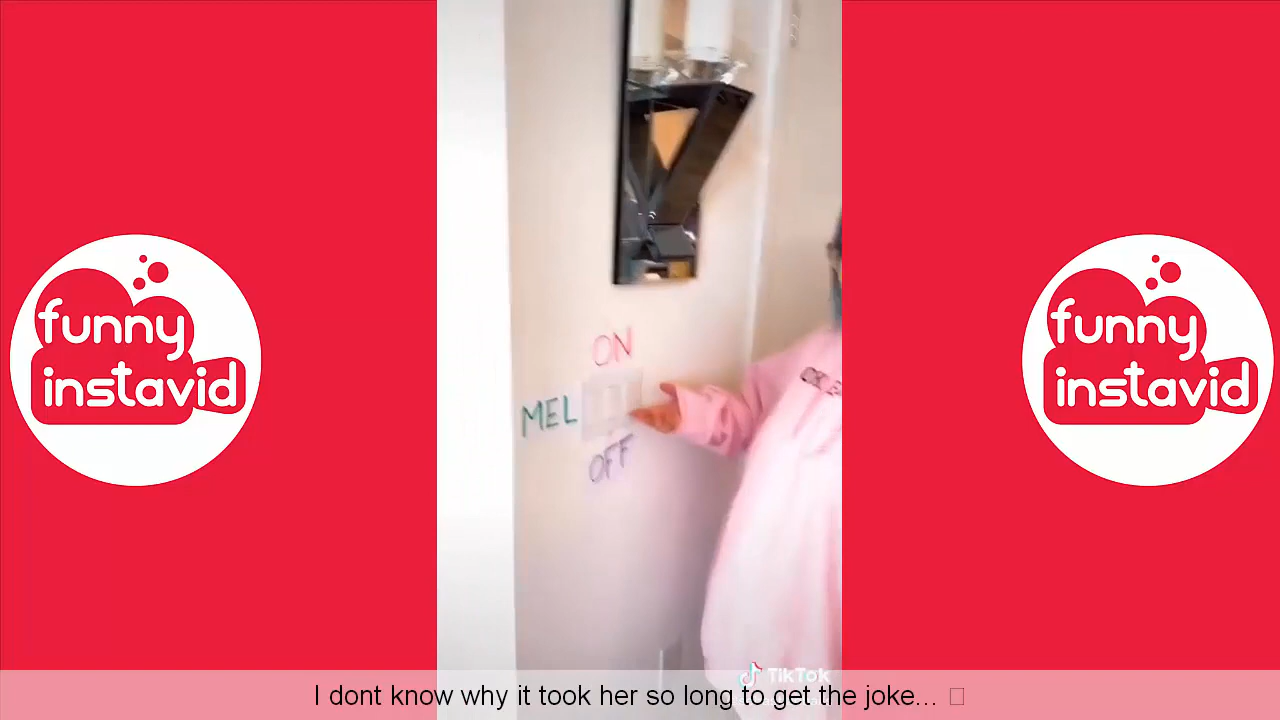 funny
instavid
ON
MEL
OFF
TikTok
funny
instavid
I dont know why it took her so long to get the joke...